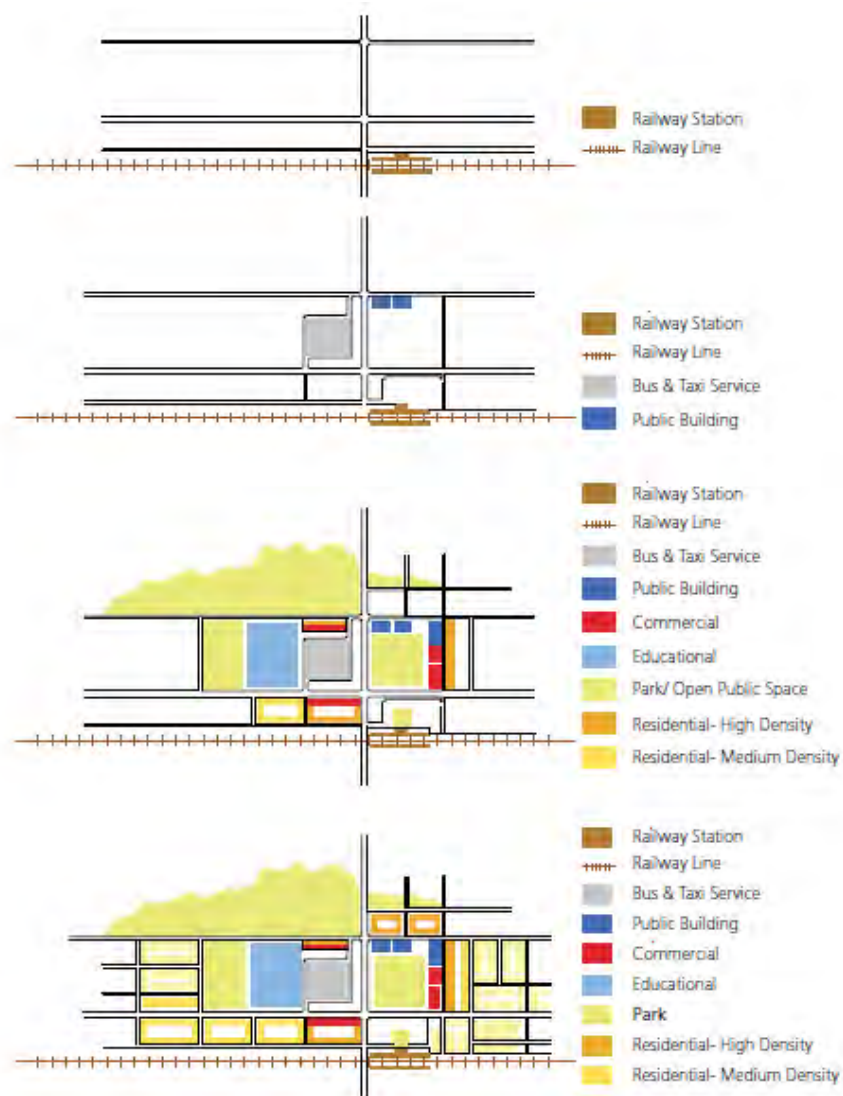 Railway Station
Railway Line
Railway Station
Railway Line
Bus & Taxi Service
Public Building
Railway Station
Railway Line
Bus & Taxi Service
Public Building
Commercial
Educational
Park/ Open Public Space
Residential- High Density
Residential- Medium Density
Railway Station
Railway Line
Bus & Taxi Service
Public Building
Commercial
Educational
Park
Residential- High Density
Residential- Medium Density